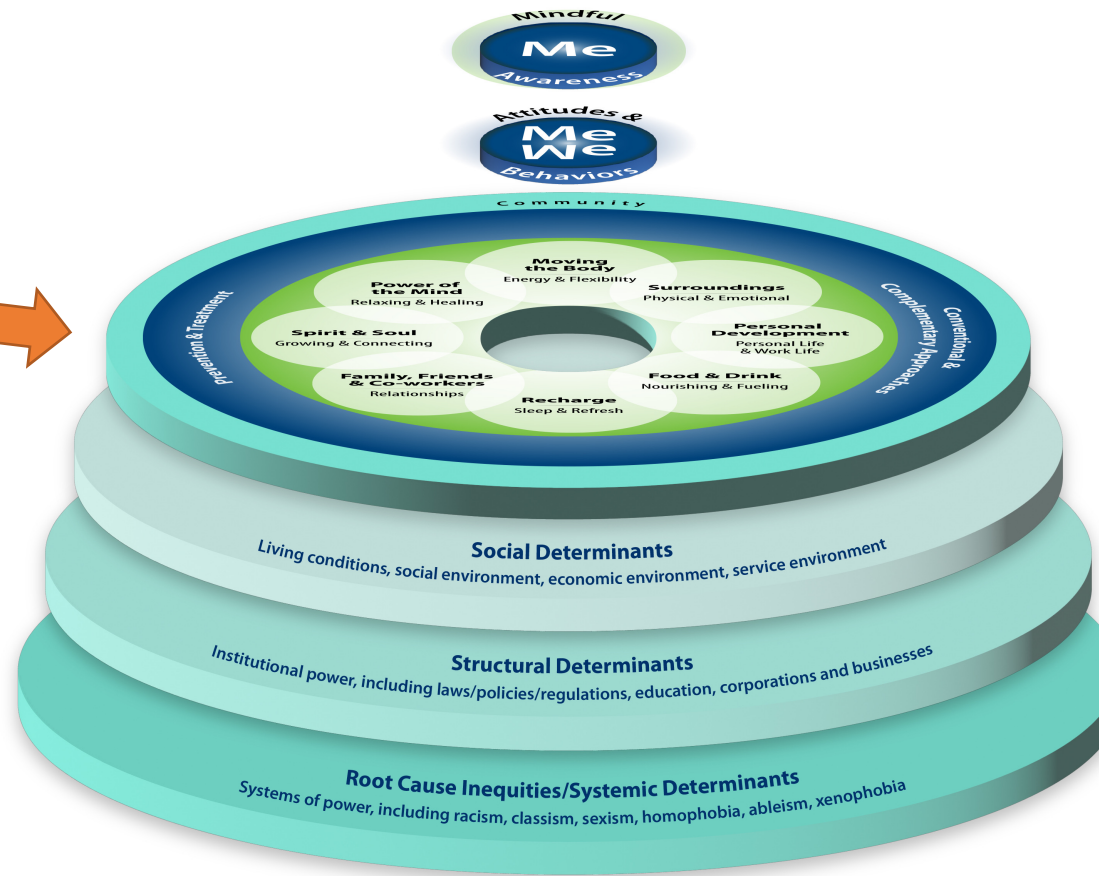 Mindful
Me
Awareness
Attitudes &
Me
We
Behaviors
Community
Moving
the Body
Energy & Flexibility
Surroundings
Physical & Emotional
Personal
Development
Personal Life
& Work Life
Food & Drink
Nourishing & Fueling
Recharge
Sleep & Refresh
Family, Friends
& Co-workers
Relationships
Spirit & Soul
Growing & Connecting
Power of
the Mind
Relaxing & Healing
Prevention & Treatment
Conventional &
Complementary Approaches
Social Determinants
Living conditions, social environment, economic environment, service environment
Structural Determinants
Institutional power, including laws/policies/regulations, education, corporations and businesses
Root Cause Inequities/Systemic Determinants
Systems of power, including racism, classism, sexism, homophobia, ableism, xenophobia